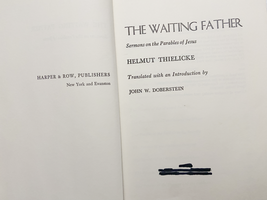 HARPER & ROW, PUBLISHERS
New York and Evanston
THE WAITING FATHER
Sermons on the Parables of Jesus
HELMUT THIELICKE
Translated with an Introduction by
JOHN W. DOBERSTEIN